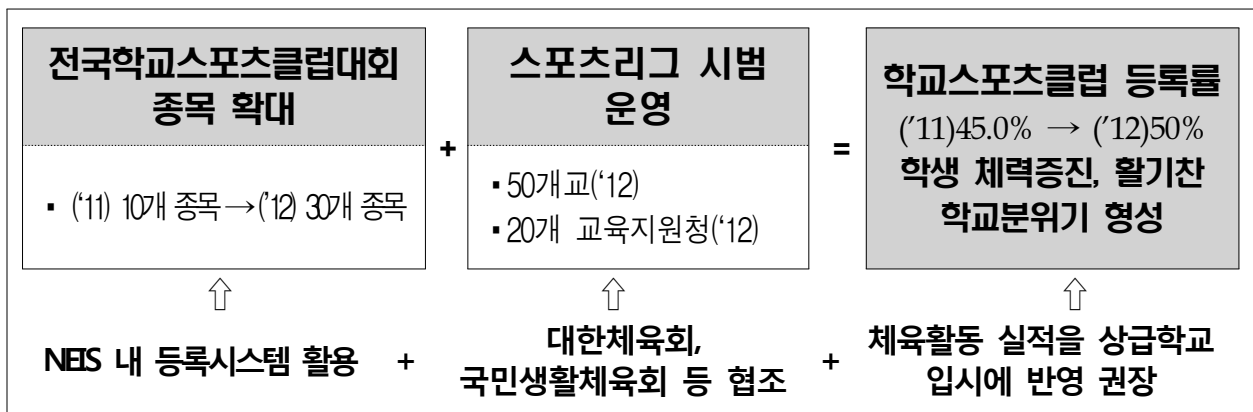 전국학교스포츠클럽대회
종목 확대
▪ (‘11) 10개 종목→(’12) 30개 종목
+
스포츠리그 시범
운영
▪50개교(‘12)
▪20개 교육지원청(‘12)
=
학교스포츠클럽 등록률
(′11)45.0% → (′12)50%
학생 체력증진, 활기찬
학교분위기 형성
⇧ ⇧ ⇧
NEIS 내 등록시스템 활용
+
대한체육회,
국민생활체육회 등 협조
+
체육활동 실적을 상급학교
입시에 반영 권장